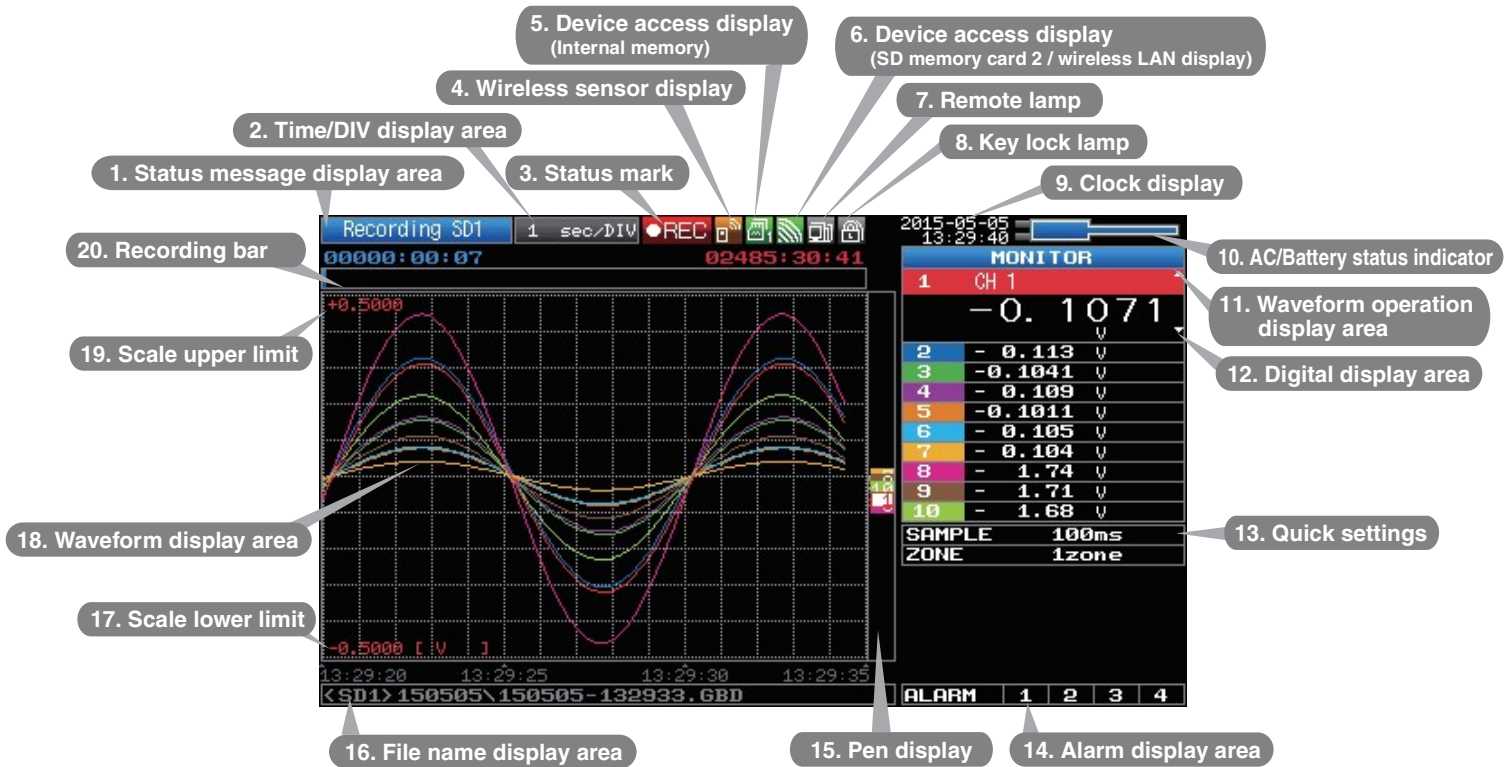 5. Device access display
(Internal memory)
6. Device access display
(SD memory card 2 / wireless LAN display)
4. Wireless sensor display
7. Remote lamp
2. Time/DIV display area
8. Key lock lamp
1. Status message display area
3. Status mark
9. Clock display
Recording SD1
1 sec/DIV
REC
1
2015-05-05
13:29:40
20. Recording bar
00000:00:07
02485:30:41
MONITOR
10. AC/Battery status indicator
1 CH 1
-0.1071
V
11. Waveform operation
display area
+0.5000
19. Scale upper limit
12. Digital display area
2 - 0.113 V
3 -0.1041 V
4 - 0.109 V
5 -0.1011 V
6 - 0.105 V
7 - 0.104 V
8 - 1.74 V
9 - 1.71 V
10 - 1.68 V
SAMPLE 100ms
ZONE 1zone
13. Quick settings
18. Waveform display area
17. Scale lower limit
-0.5000 [ V ]
13:29:20 13:29:25 13:29:30 13:29:35
<SD1>150505\150505-132933.GBD
ALARM 1 2 3 4
16. File name display area
15. Pen display
14. Alarm display area